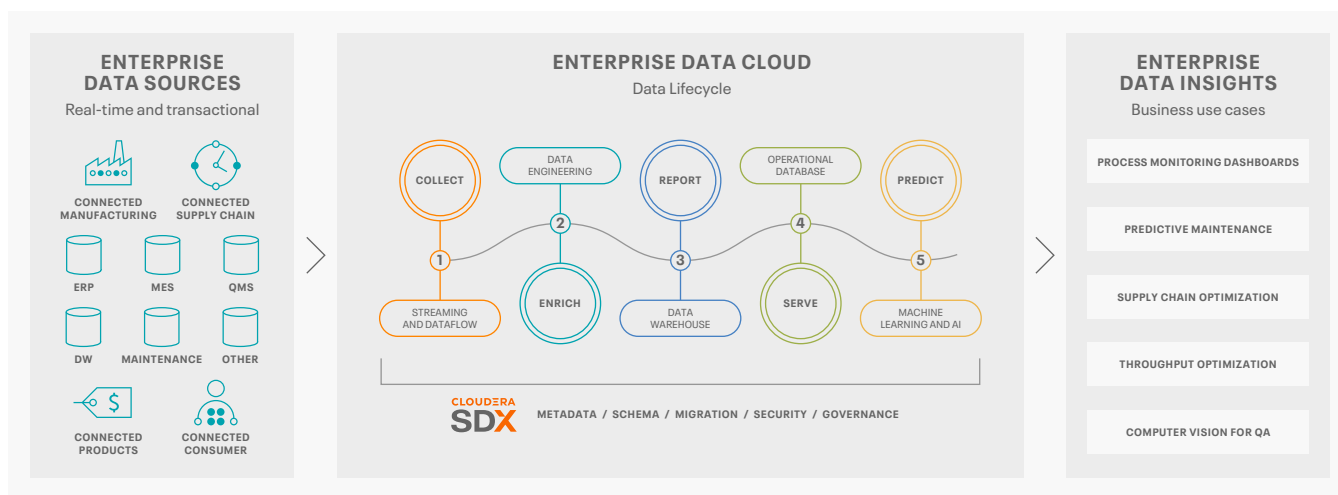 ENTERPRISE
DATA SOURCES
Real-time and transactional
CONNECTED
MANUFACTURING
CONNECTED
SUPPLY CHAIN
ERP
MES
QMS
DW
MAINTENANCE
OTHER
$
CONNECTED
PRODUCTS
CONNECTED
CONSUMER
ENTERPRISE DATA CLOUD
Data Lifecycle
COLLECT
1
STREAMING
AND DATAFLOW
DATA
ENGINEERING
2
ENRICH
REPORT
3
DATA
WAREHOUSE
OPERATIONAL
DATABASE
4
SERVE
PREDICT
5
MACHINE
LEARNING AND AI
CLOUDERA
SDX
METADATA / SCHEMA / MIGRATION / SECURITY / GOVERNANCE
ENTERPRISE
DATA INSIGHTS
Business use cases
PROCESS MONITORING DASHBOARDS
PREDICTIVE MAINTENANCE
SUPPLY CHAIN OPTIMIZATION
THROUGHPUT OPTIMIZATION
COMPUTER VISION FOR QA